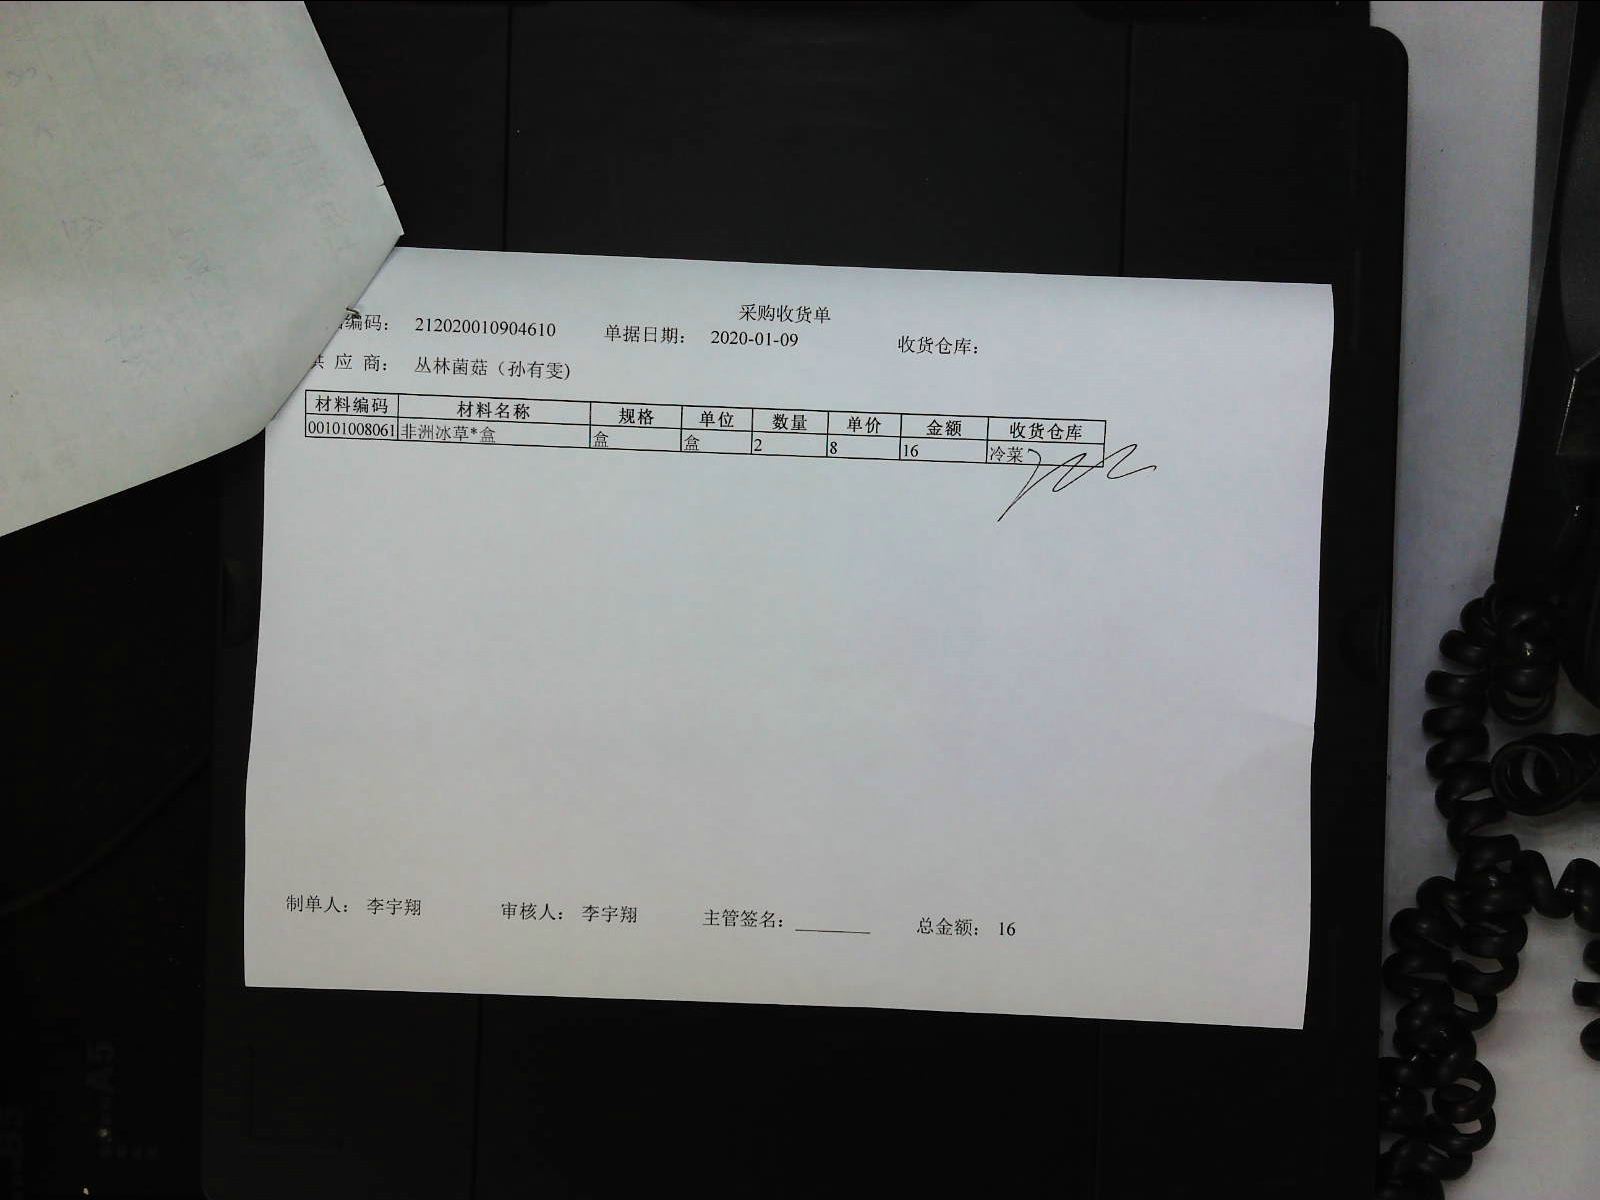 采购收货单
编码： 212020010904610 单据日期： 2020-01-09 收货仓库：
供 应 商： 丛林菌菇（孙有雯）
材料编码 材料名称 规格 单位 数量 单价 金额 收货仓库
00101008061 非洲冰草*盒 盒 盒 2 8 16 冷菜
制单人： 李宇翔 审核人： 李宇翔 主管签名： 总金额： 16
A5